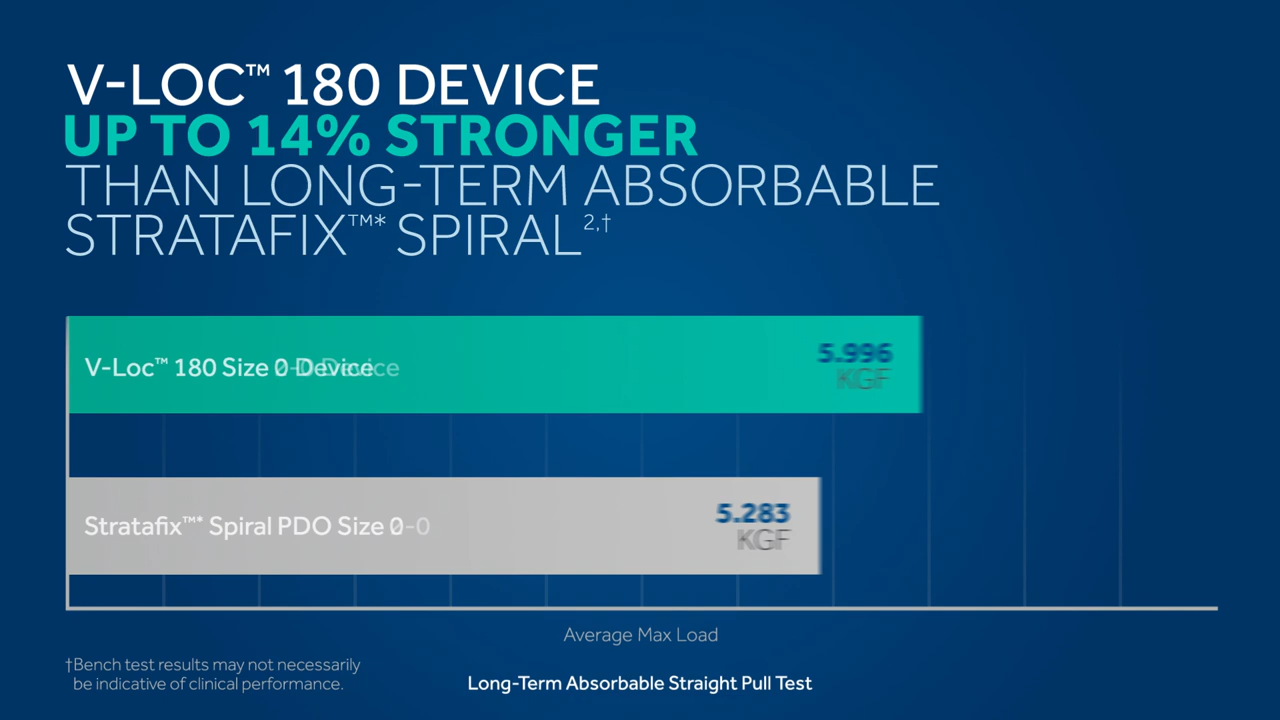 V-LOC™ 180 DEVICE
UP TO 14% STRONGER
THAN LONG-TERM ABSORBABLE
STRATAFIX™* SPIRAL2,†
V-Loc™ 180 Size Device
5.996
KGF
Stratafix™* Spiral PDO Size
5.283
KGF
Average Max Load
†Bench test results may not necessarily
be indicative of clinical performance.
Long-Term Absorbable Straight Pull Test